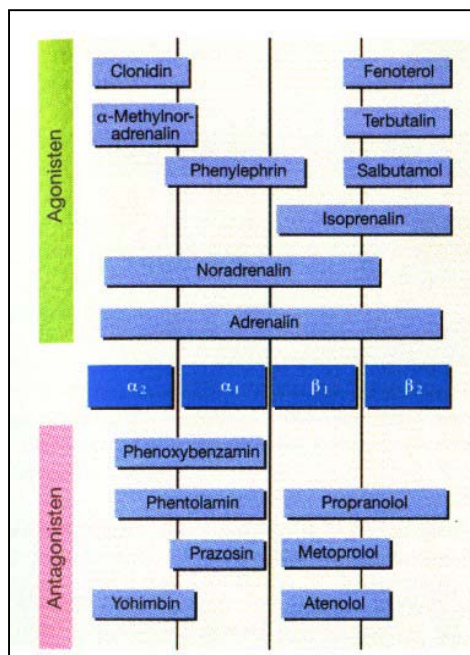 Agonisten
Clonidin
Fenoterol
α-Methylnor-
adrenalin
Terbutalin
Phenylephrin
Salbutamol
Isoprenalin
Noradrenalin
Adrenalin
α2
α1
β1
β2
Antagonisten
Phenoxybenzamin
Phentolamin
Propranolol
Prazosin
Metoprolol
Yohimbin
Atenolol